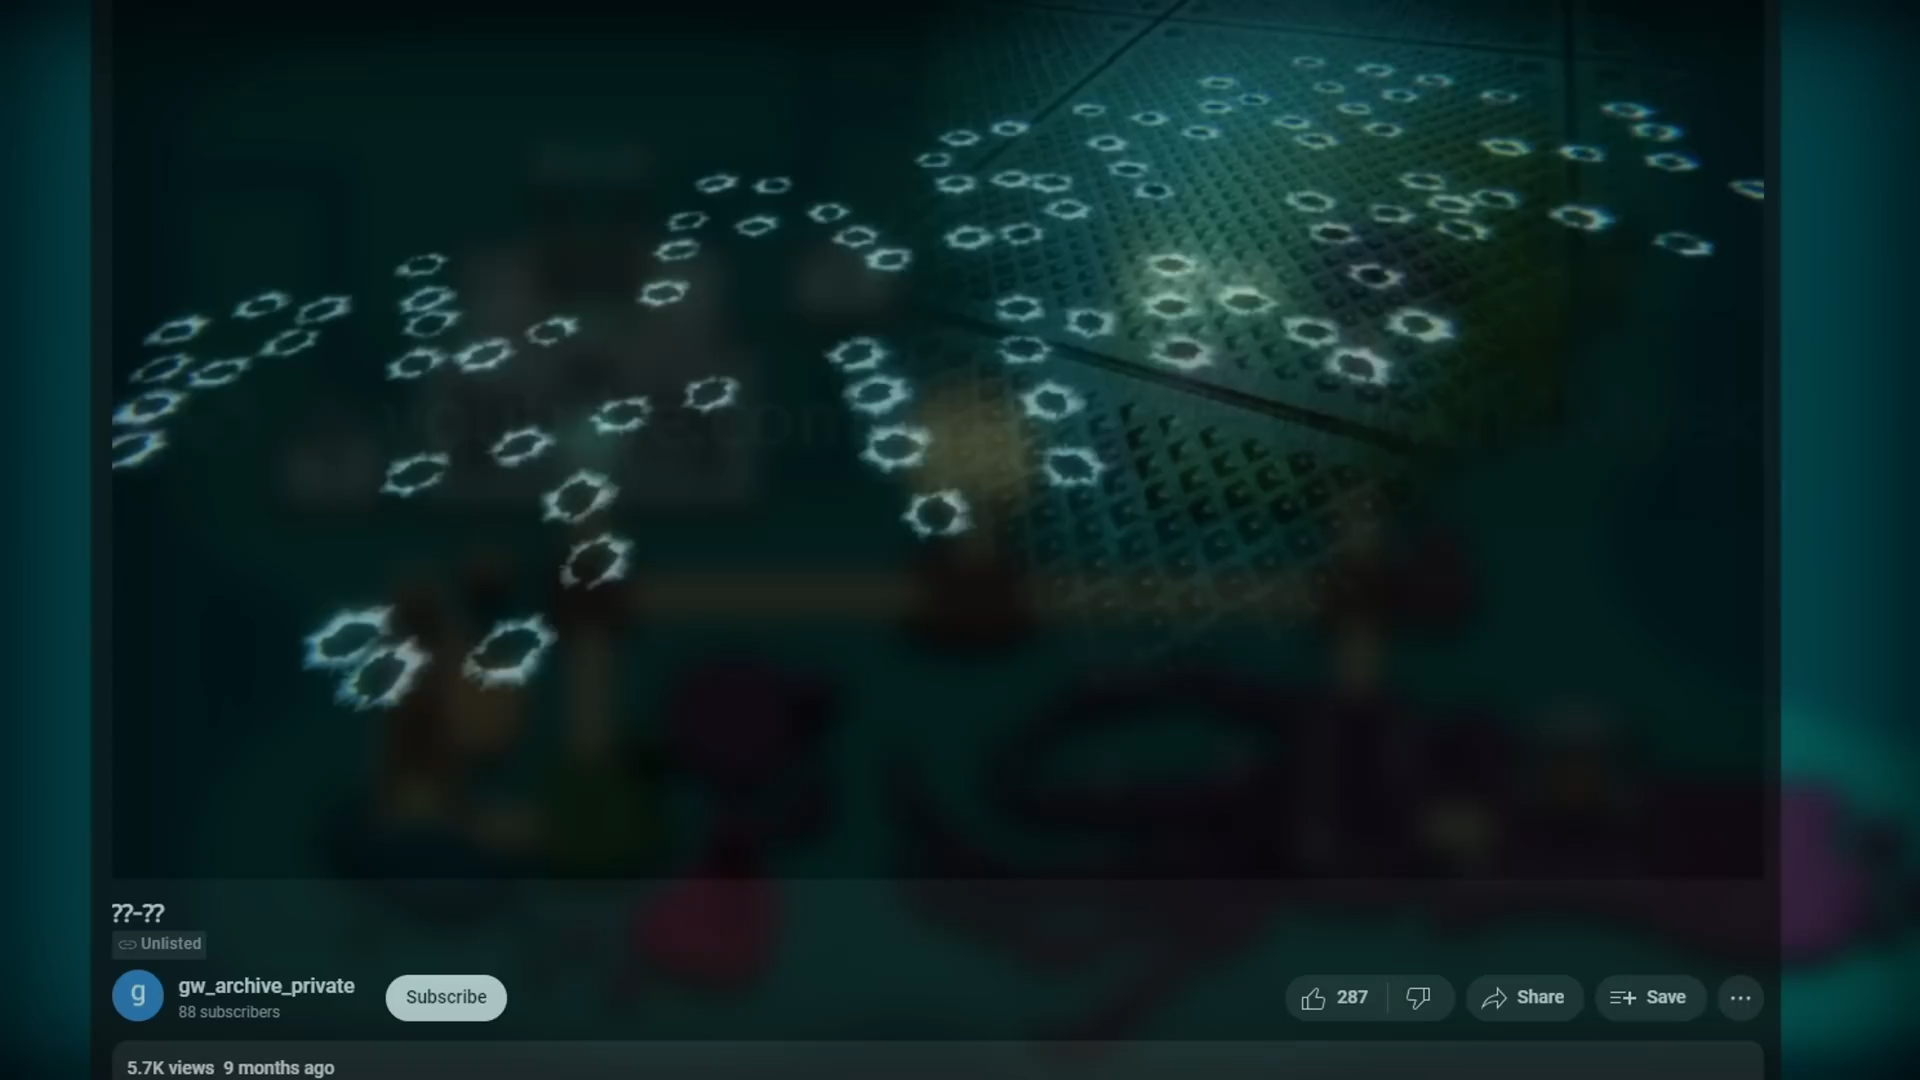 ??-??
Unlisted
gw_archive_private
88 subscribers
Subscribe
287
Share
Save
5.7K views 9 months ago